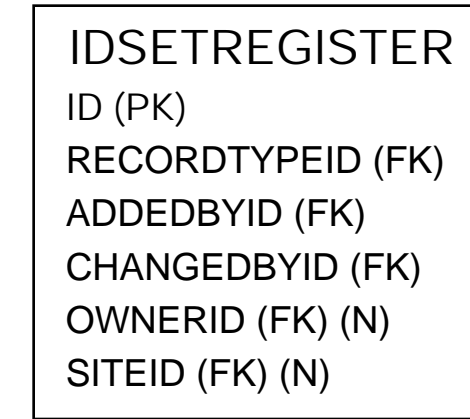 IDSETREGISTER
ID (PK)
RECORDTYPEID (FK)
ADDEDBYID (FK)
CHANGEDBYID (FK)
OWNERID (FK) (N)
SITEID (FK) (N)